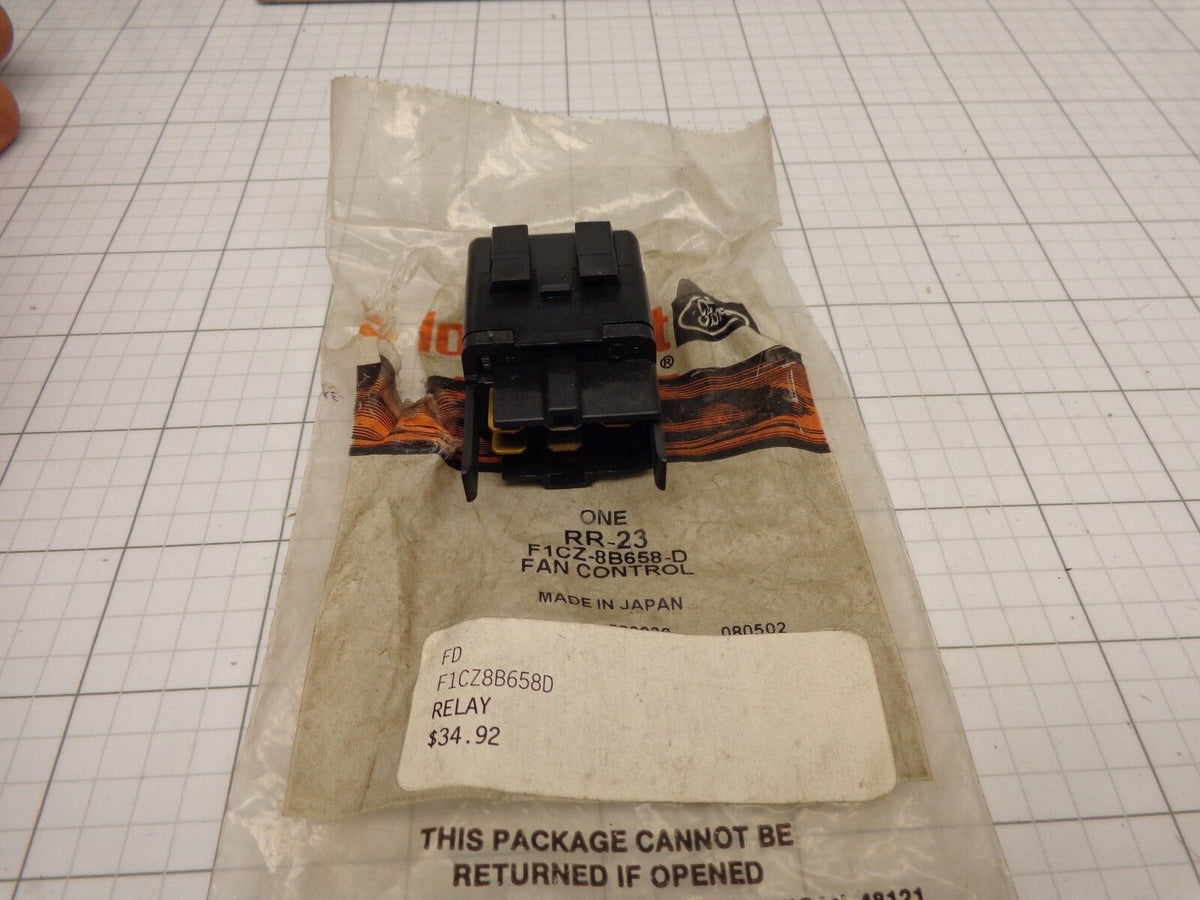 ®
ONE
RR-23
F1CZ-8B658-D
FAN CONTROL
MADE IN JAPAN
080502
FD
F1CZ8B658D
RELAY
$34.92
THIS PACKAGE CANNOT BE
RETURNED IF OPENED
48121